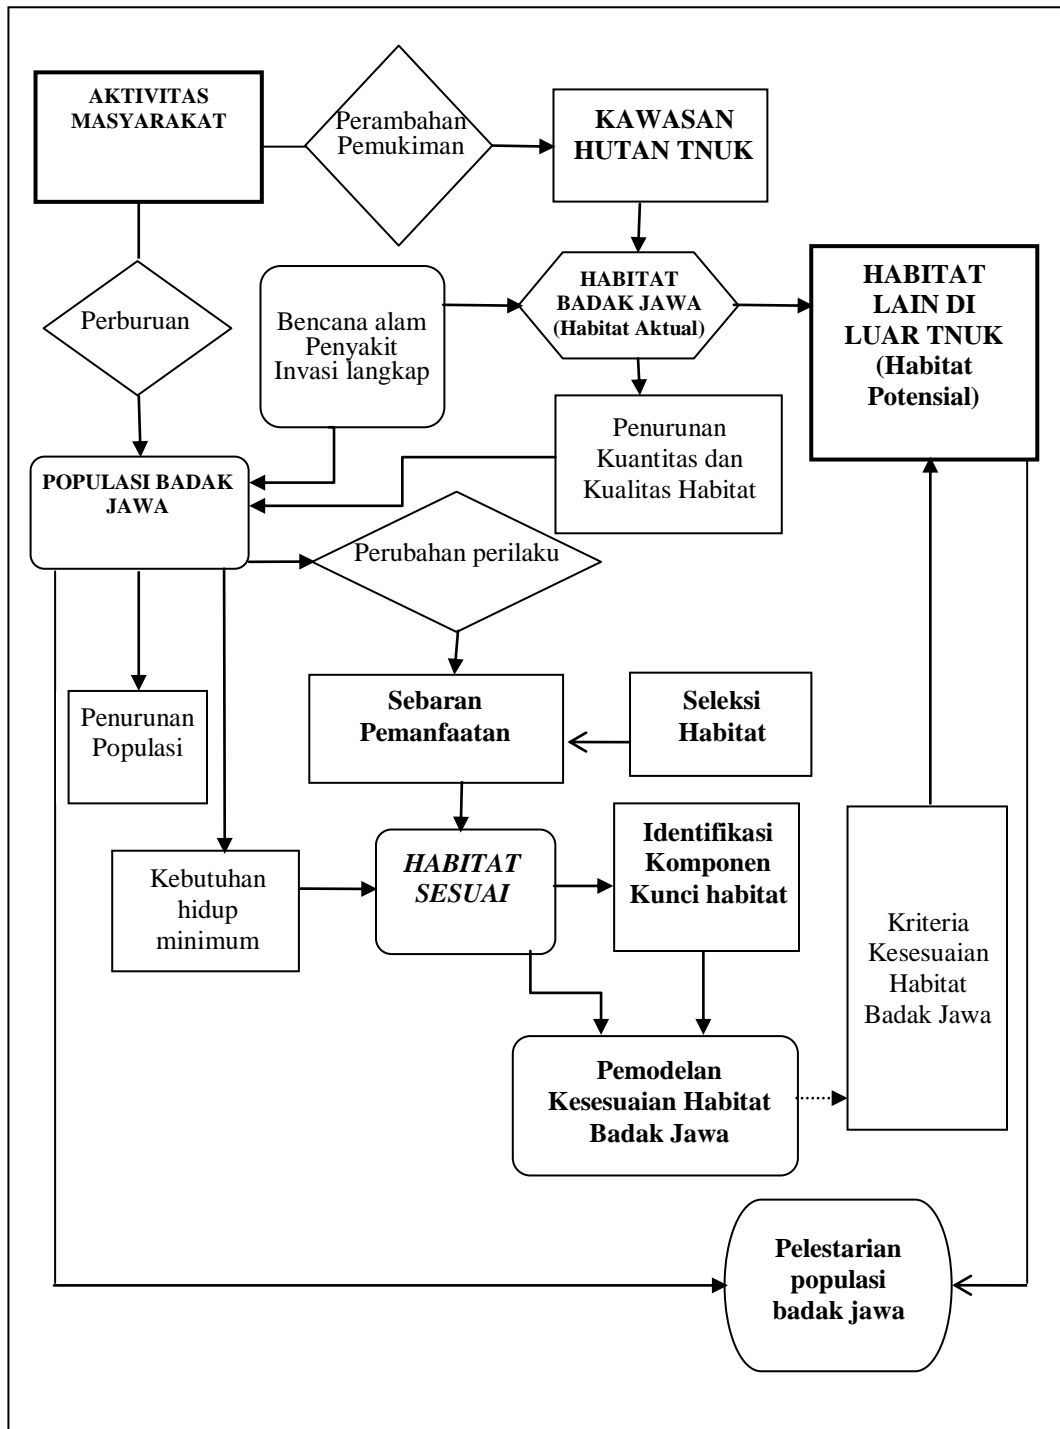 AKTIVITAS
MASYARAKAT
Perambahan
Pemukiman
KAWASAN
HUTAN TNUK
Perburuan
Bencana alam
Penyakit
Invasi langkap
HABITAT
BADAK JAWA
(Habitat Aktual)
HABITAT
LAIN DI
LUAR TNUK
(Habitat
Potensial)
Penurunan
Kuantitas dan
Kualitas Habitat
POPULASI BADAK
JAWA
Perubahan perilaku
Penurunan
Populasi
Sebaran
Pemanfaatan
Seleksi
Habitat
Kebutuhan
hidup
minimum
HABITAT
SESUAI
Identifikasi
Komponen
Kunci habitat
Kriteria
Kesesuaian
Habitat
Badak Jawa
Pemodelan
Kesesuaian Habitat
Badak Jawa
Pelestarian
populasi
badak jawa